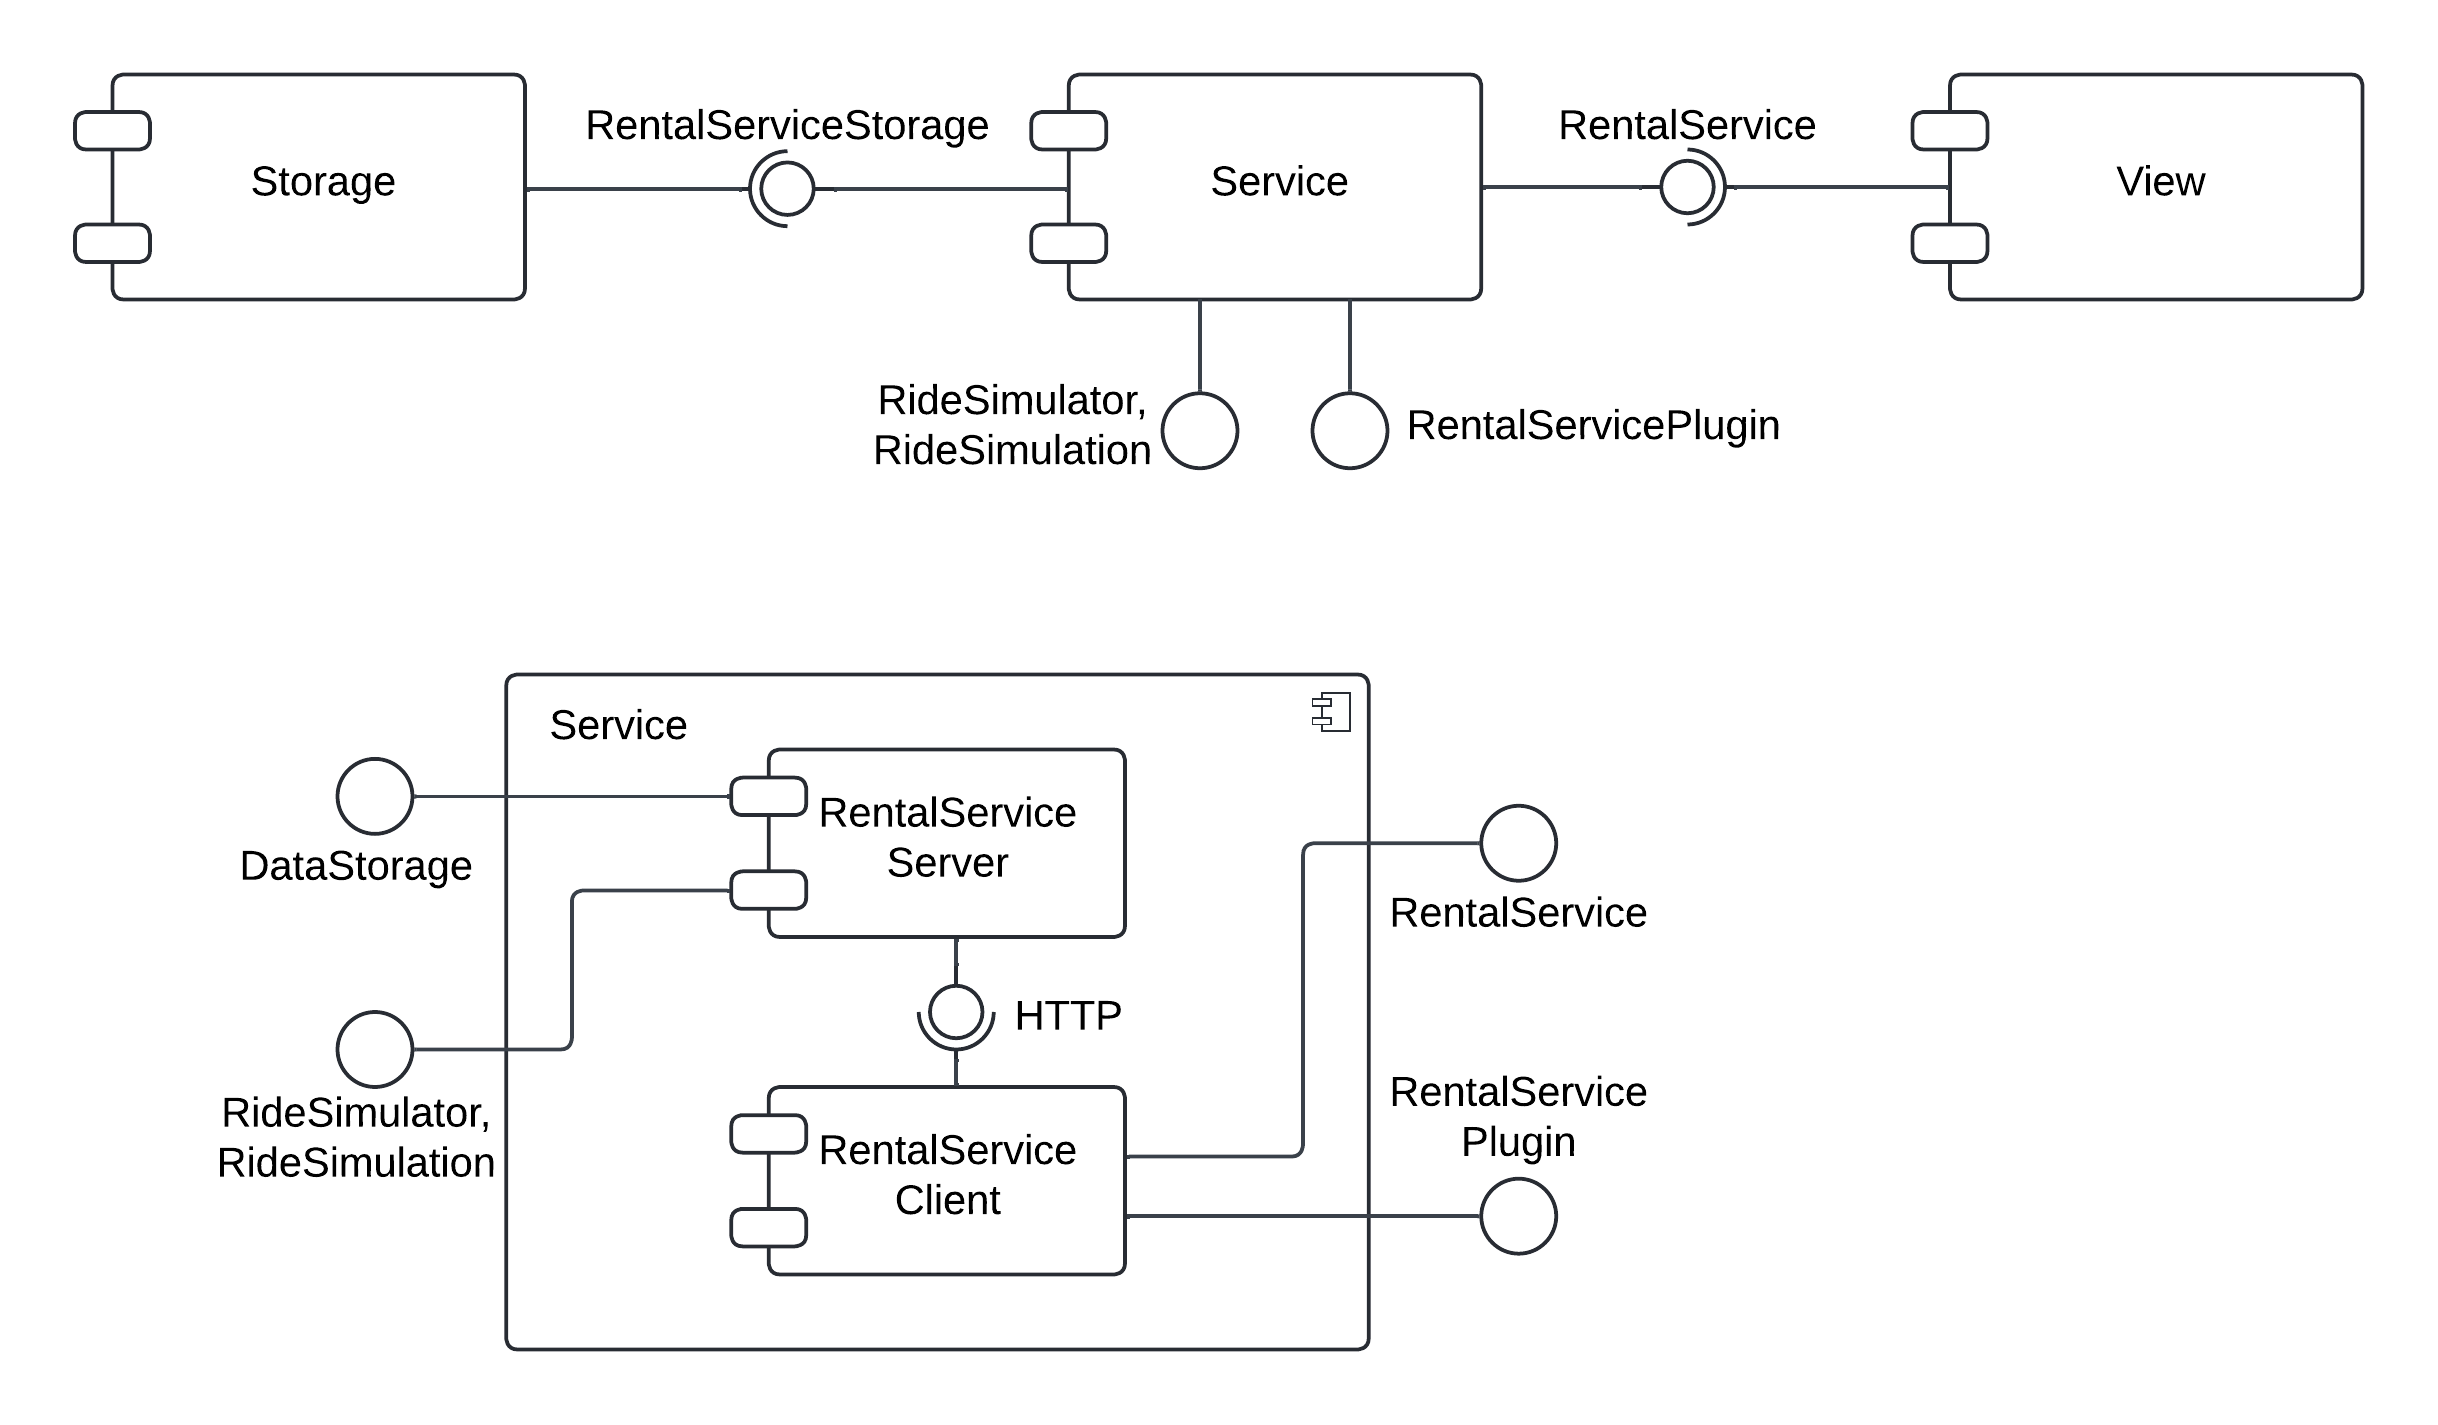 RentalServiceStorage
RentalService
Storage
Service
View
RideSimulator,
RideSimulation
RentalServicePlugin
Service
RentalService
Server
DataStorage
RentalService
HTTP
RideSimulator,
RideSimulation
RentalService
Plugin
RentalService
Client